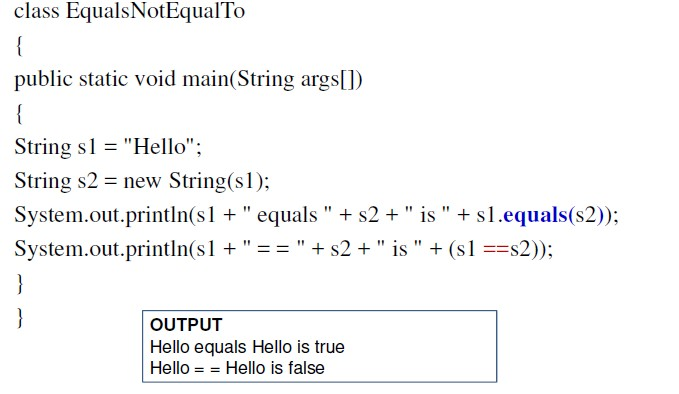 class EqualsNotEqualTo
{
public static void main(String args[])
{
String s1 = "Hello";
String s2 = new String(s1);
System.out.println(s1 + " equals " + s2 + " is " + s1.equals(s2));
System.out.println(s1 + " = = " + s2 + " is " + (s1 ==s2));
}
}
OUTPUT
Hello equals Hello is true
Hello = = Hello is false